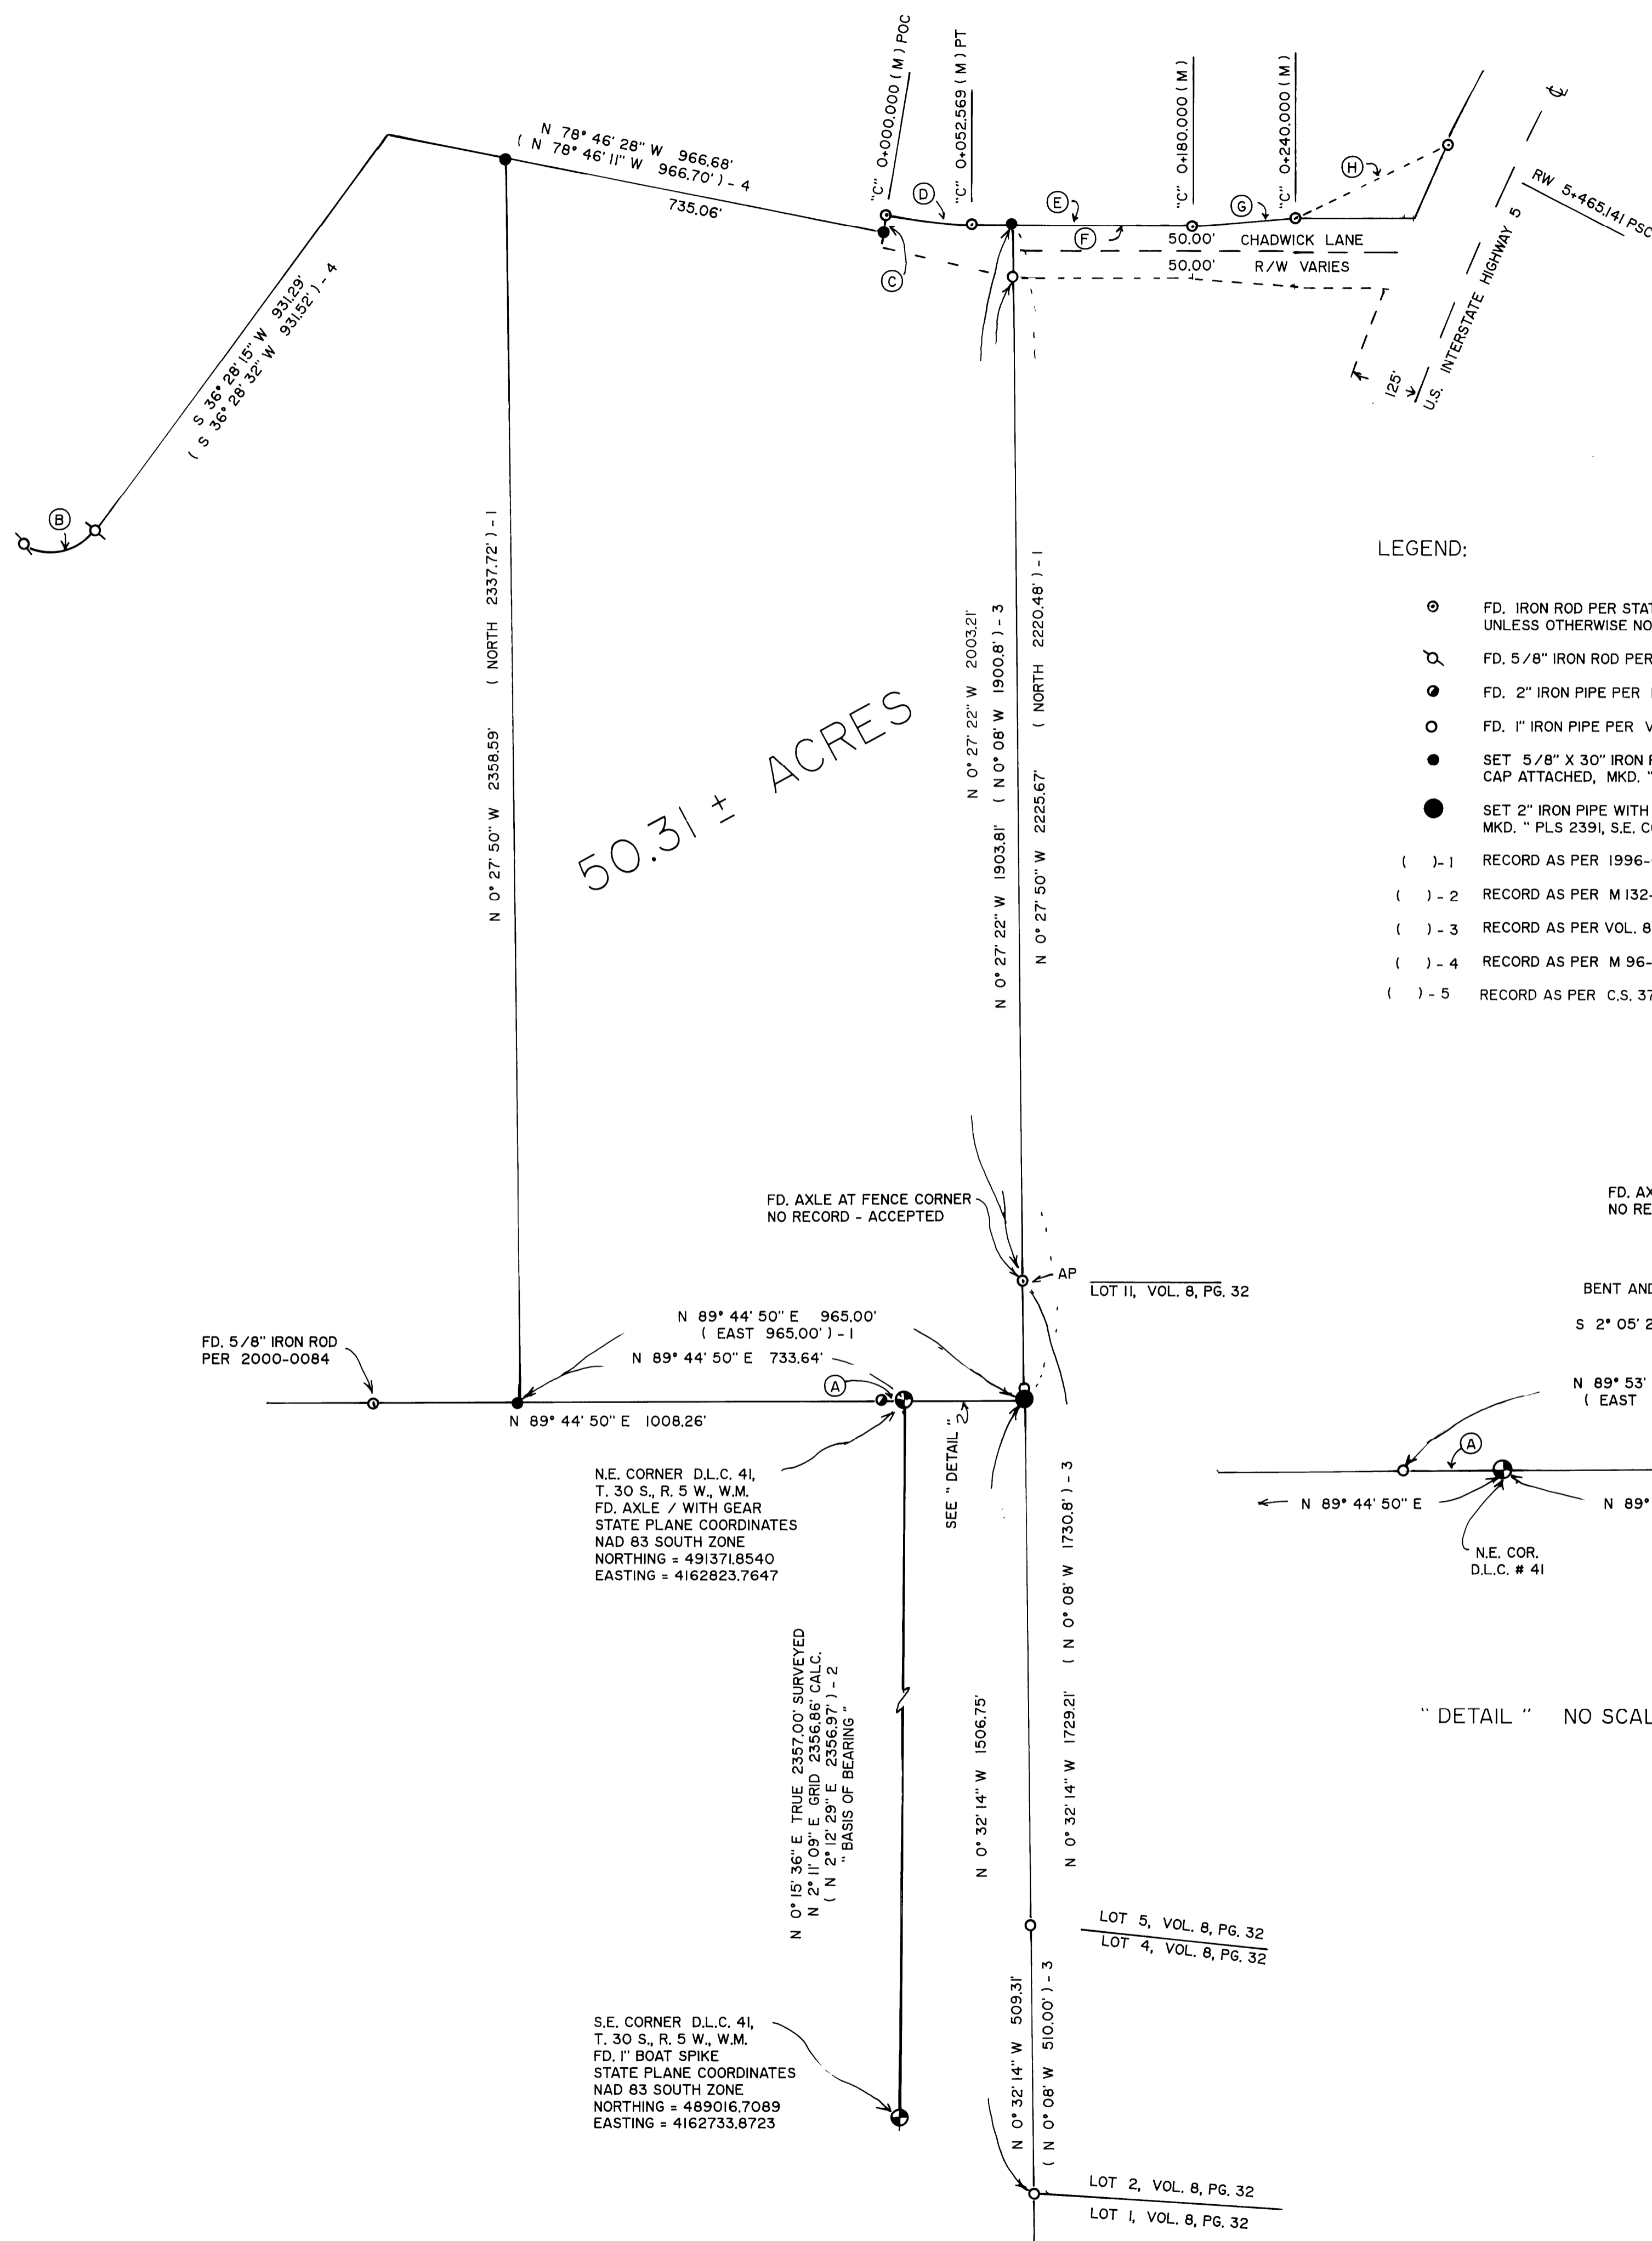 "C" 0+000.000 ( M ) POC
"C" 0+052.569 ( M ) PT
"C" 0+180.000 ( M )
"C" 0+240.000 ( M )
N 78° 46' 28" W 966.68'
( N 78° 46' 11" W 966.70' ) - 4
735.06'
C
D
E
F
G
H
50.00' CHADWICK LANE
50.00' R/W VARIES
RW 5+465.141 PSC
U.S. INTERSTATE HIGHWAY 5
125'
S 36° 28' 15" W 931.29'
( S 36° 28' 32" W 931.52' ) - 4
B
N 0° 27' 50" W 2358.59' ( NORTH 2337.72' ) - 1
50.31 ± ACRES
N 0° 27' 22" W 2003.21'
N 0° 27' 22" W 1903.81' ( N 0° 08' W 1900.8' ) - 3
N 0° 27' 50" W 2225.67' ( NORTH 2220.48' ) - 1
LEGEND:
FD. IRON ROD PER STAT
UNLESS OTHERWISE NO
FD. 5/8" IRON ROD PER
FD. 2" IRON PIPE PER
FD. 1" IRON PIPE PER V
SET 5/8" X 30" IRON R
CAP ATTACHED, MKD. "
SET 2" IRON PIPE WITH
MKD. " PLS 2391, S.E. CO
( ) - 1 RECORD AS PER 1996-
( ) - 2 RECORD AS PER M 132-
( ) - 3 RECORD AS PER VOL. 8
( ) - 4 RECORD AS PER M 96-
( ) - 5 RECORD AS PER C.S. 37
FD. AXLE AT FENCE CORNER
NO RECORD - ACCEPTED
AP
LOT 11, VOL. 8, PG. 32
FD. AX
NO RE
BENT AND
S 2° 05' 2
N 89° 53'
( EAST
A
N 89° 44' 50" E
N 89°
N.E. COR.
D.L.C. # 41
" DETAIL " NO SCAL
N 89° 44' 50" E 965.00'
( EAST 965.00' ) - 1
N 89° 44' 50" E 733.64'
A
FD. 5/8" IRON ROD
PER 2000-0084
N 89° 44' 50" E 1008.26'
SEE " DETAIL "
N.E. CORNER D.L.C. 41,
T. 30 S., R. 5 W., W.M.
FD. AXLE / WITH GEAR
STATE PLANE COORDINATES
NAD 83 SOUTH ZONE
NORTHING = 491371.8540
EASTING = 4162823.7647
N 0° 15' 36" E TRUE 2357.00' SURVEYED
N 2° 11' 09" E GRID 2356.86' CALC.
( N 2° 12' 29" E 2356.97' ) - 2
" BASIS OF BEARING "
N 0° 32' 14" W 1506.75'
N 0° 32' 14" W 1729.21' ( N 0° 08' W 1730.8' ) - 3
LOT 5, VOL. 8, PG. 32
LOT 4, VOL. 8, PG. 32
S.E. CORNER D.L.C. 41,
T. 30 S., R. 5 W., W.M.
FD. 1" BOAT SPIKE
STATE PLANE COORDINATES
NAD 83 SOUTH ZONE
NORTHING = 489016.7089
EASTING = 4162733.8723
N 0° 32' 14" W 509.31'
( N 0° 08' W 510.00' ) - 3
LOT 2, VOL. 8, PG. 32
LOT 1, VOL. 8, PG. 32